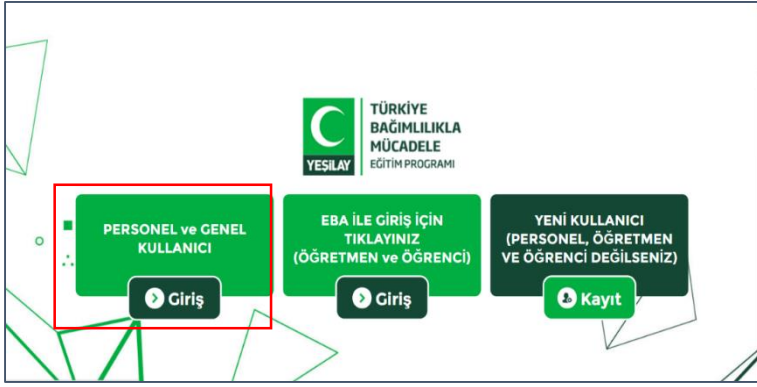 YEŞİLAY
TÜRKİYE
BAĞIMLILIKLA
MÜCADELE
EĞİTİM PROGRAMI
PERSONEL ve GENEL
KULLANICI
Giriş
EBA İLE GİRİŞ İÇİN
TIKLAYINIZ
(ÖĞRETMEN ve ÖĞRENCİ)
Giriş
YENİ KULLANICI
(PERSONEL, ÖĞRETMEN
VE ÖĞRENCİ DEĞİLSENİZ)
Kayıt